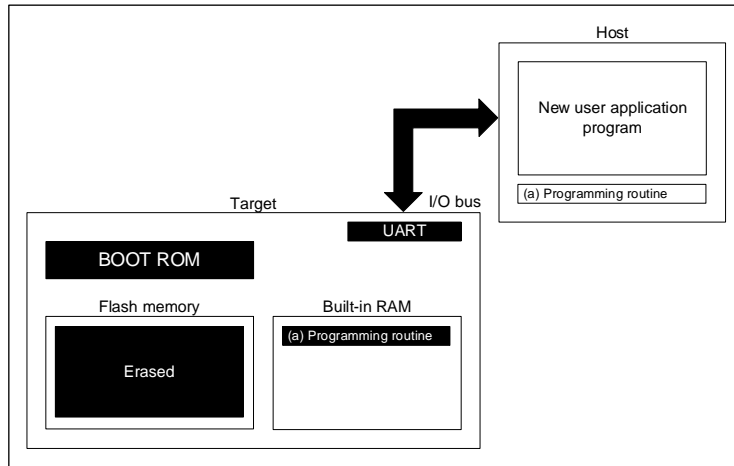 Host
New user application
program
(a) Programming routine
I/O bus
Target
UART
BOOT ROM
Flash memory
Built-in RAM
(a) Programming routine
Erased